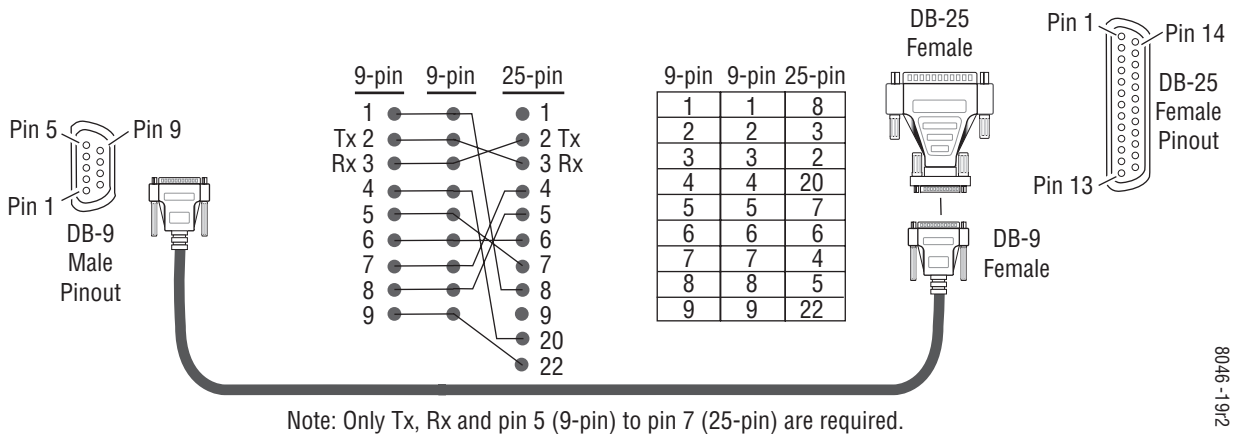 DB-25
Female
Pin 1
Pin 14
DB-25
Female
Pinout
Pin 13
9-pin 9-pin 25-pin
1 1
Tx 2 2 Tx
Rx 3 3 Rx
4 4
5 5
6 6
7 7
8 8
9 9
20
22
9-pin 9-pin 25-pin
1 1 8
2 2 3
3 3 2
4 4 20
5 5 7
6 6 6
7 7 4
8 8 5
9 9 22
Pin 5 Pin 9
Pin 1
DB-9
Male
Pinout
DB-9
Female
Note: Only Tx, Rx and pin 5 (9-pin) to pin 7 (25-pin) are required.
8046 -19r2